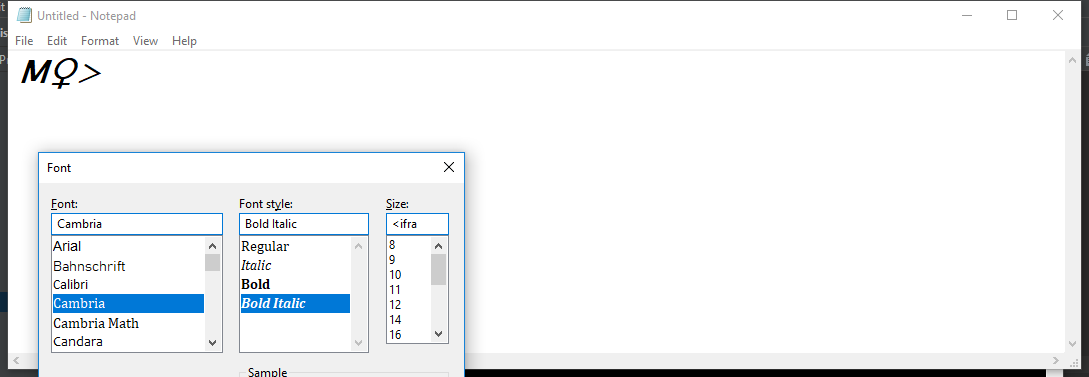 Untitled - Notepad
File Edit Format View Help
M♀>
Font
Font: Font style: Size:
Cambria Bold Italic <ifra
Arial Regular 8
Bahnschrift Italic 9
Calibri Bold 10
Cambria Bold Italic 11
Cambria Math 12
Candara 14
16
Sample